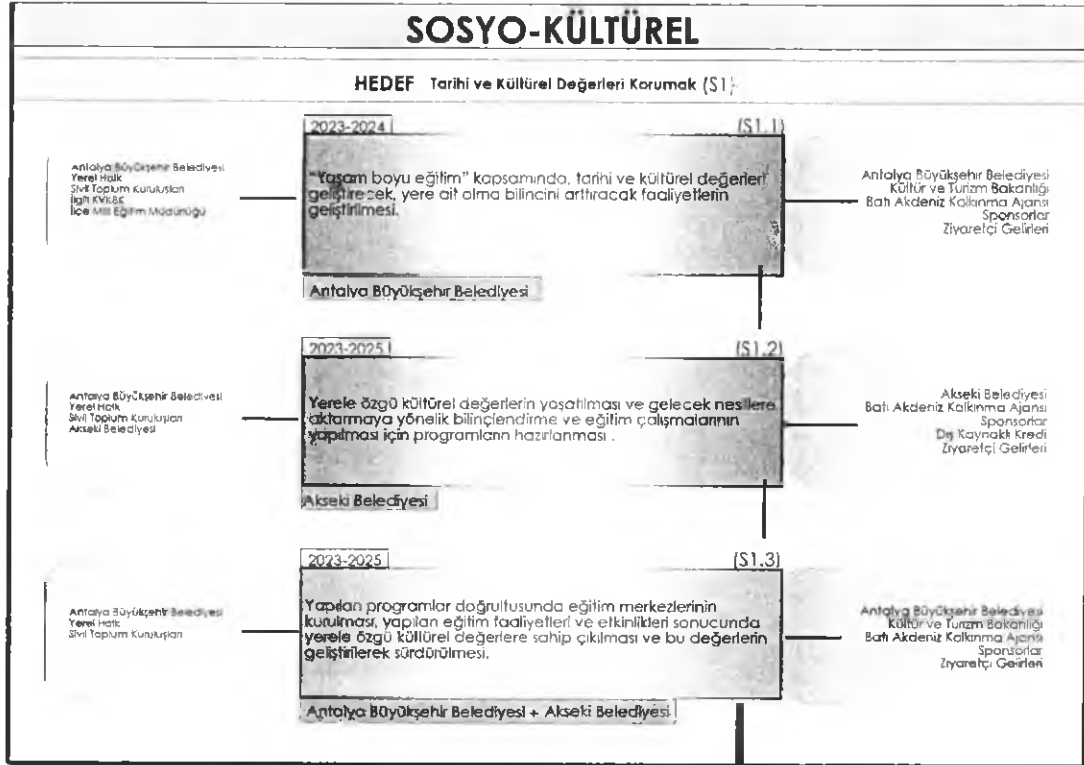 SOSYO-KÜLTÜREL
HEDEF Tarihi ve Kültürel Değerleri Korumak (S1)
2023-2024
(S1.1)
Antalya Büyükşehir Belediyesi
Yerel Halk
Sivil Toplum Kuruluşları
İlgili KVKBK
İlçe Milli Eğitim Müdürlüğü
"Yaşam boyu eğitim" kapsamında, tarihi ve kültürel değerleri
geliştirecek, yere ait olma bilincini arttıracak faaliyetlerin
geliştirilmesi.
Antalya Büyükşehir Belediyesi
Kültür ve Turizm Bakanlığı
Batı Akdeniz Kalkınma Ajansı
Sponsorlar
Ziyaretçi Gelirleri
Antalya Büyükşehir Belediyesi
2023-2025
(S1.2)
Antalya Büyükşehir Belediyesi
Yerel Halk
Sivil Toplum Kuruluşları
Akseki Belediyesi
Yerele özgü kültürel değerlerin yaşatılması ve gelecek nesillere
aktarmaya yönelik bilinçlendirme ve eğitim çalışmalarının
yapılması için programların hazırlanması .
Akseki Belediyesi
Batı Akdeniz Kalkınma Ajansı
Sponsorlar
Dış Kaynaklı Kredi
Ziyaretçi Gelirleri
Akseki Belediyesi
2023-2025
(S1.3)
Antalya Büyükşehir Belediyesi
Yerel Halk
Sivil Toplum Kuruluşları
Yapılan programlar doğrultusunda eğitim merkezlerinin
kurulması, yapılan eğitim faaliyetleri ve etkinlikleri sonucunda
yerele özgü kültürel değerlere sahip çıkılması ve bu değerlerin
geliştirilerek sürdürülmesi.
Antalya Büyükşehir Belediyesi
Kültür ve Turizm Bakanlığı
Batı Akdeniz Kalkınma Ajansı
Sponsorlar
Ziyaretçi Gelirleri
Antalya Büyükşehir Belediyesi + Akseki Belediyesi